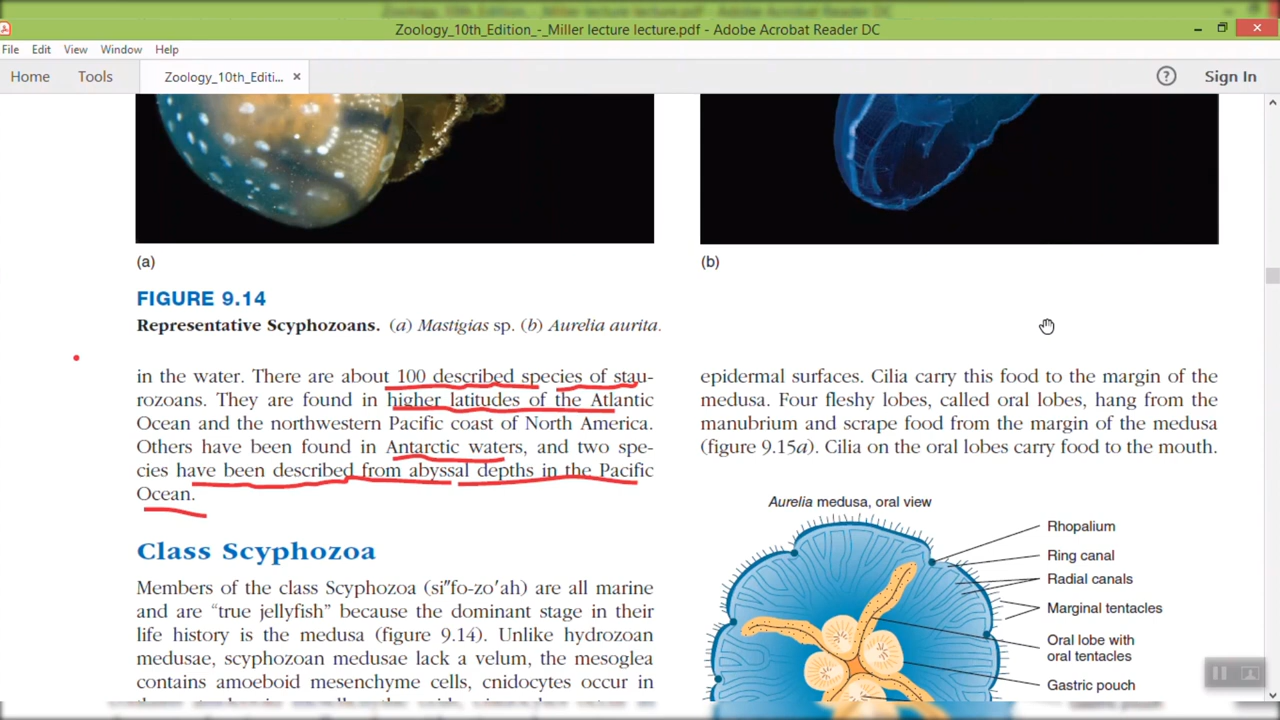 Zoology_10th_Edition_-_Miller lecture lecture.pdf - Adobe Acrobat Reader DC
File Edit View Window Help
Home Tools Zoology_10th_Editi... × ? Sign In
(a)
(b)
FIGURE 9.14
Representative Scyphozoans. (a) Mastigias sp. (b) Aurelia aurita.
in the water. There are about 100 described species of stau-
rozoans. They are found in higher latitudes of the Atlantic
Ocean and the northwestern Pacific coast of North America.
Others have been found in Antarctic waters, and two spe-
cies have been described from abyssal depths in the Pacific
Ocean.
Class Scyphozoa
Members of the class Scyphozoa (si″fo-zo′ah) are all marine
and are “true jellyfish” because the dominant stage in their
life history is the medusa (figure 9.14). Unlike hydrozoan
medusae, scyphozoan medusae lack a velum, the mesoglea
contains amoeboid mesenchyme cells, cnidocytes occur in
epidermal surfaces. Cilia carry this food to the margin of the
medusa. Four fleshy lobes, called oral lobes, hang from the
manubrium and scrape food from the margin of the medusa
(figure 9.15a). Cilia on the oral lobes carry food to the mouth.
Aurelia medusa, oral view
Rhopalium
Ring canal
Radial canals
Marginal tentacles
Oral lobe with
oral tentacles
Gastric pouch